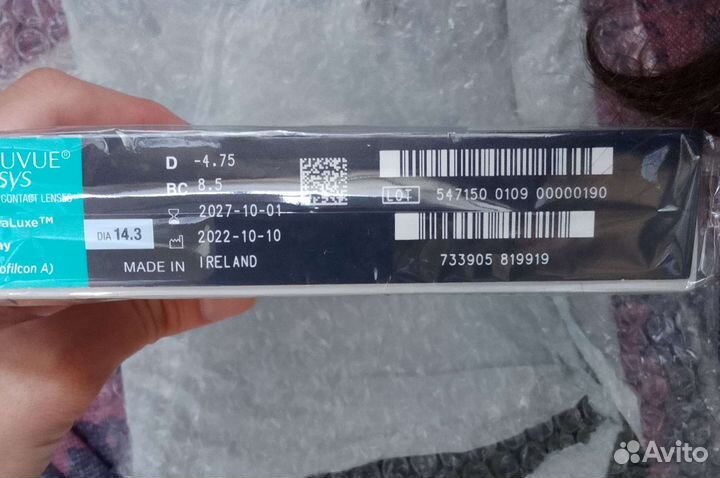 UVUE®
SYS
CONTACT LENSES
raLuxe™
ay
ofilcon A)
D -4.75
BC 8.5
2027-10-01
DIA 14.3
2022-10-10
MADE IN IRELAND
LOT 547150 0109 00000190
733905 819919
Avito